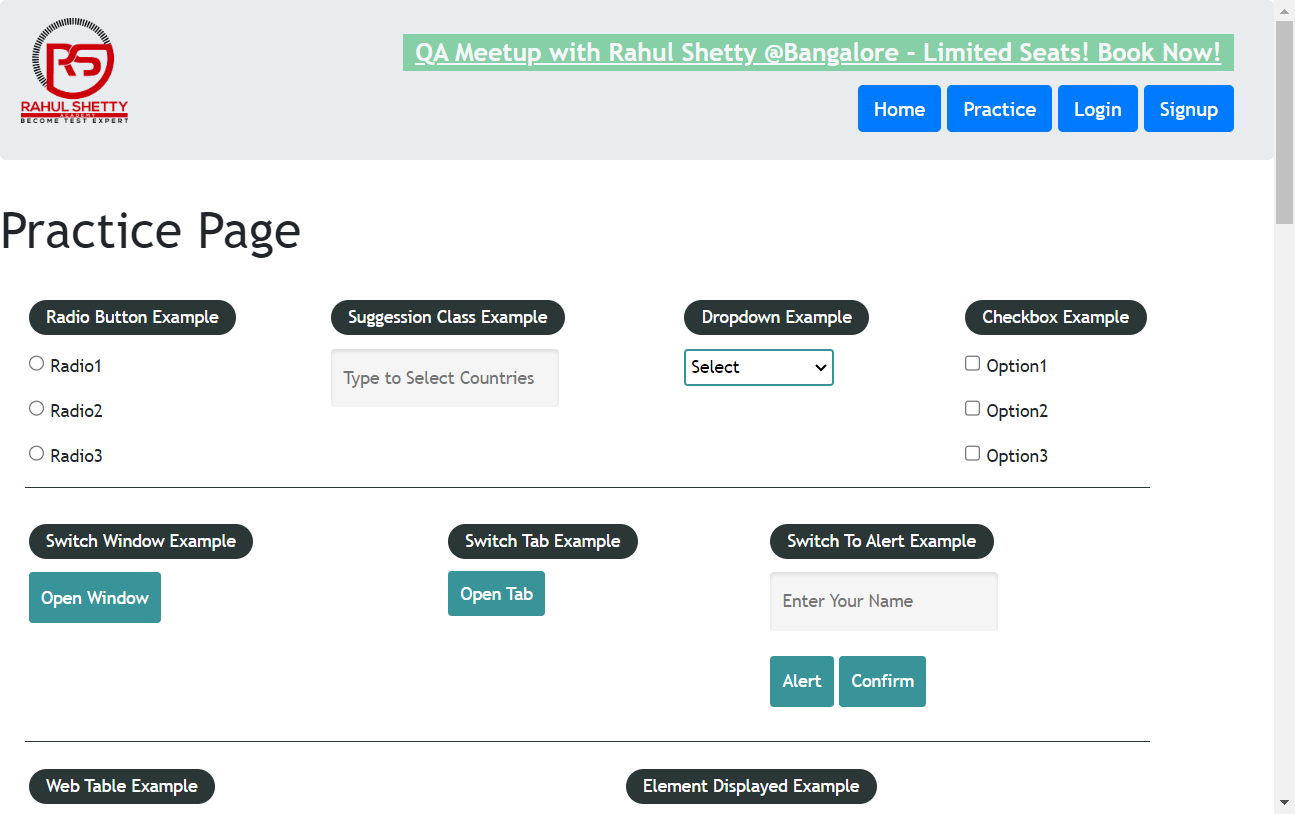 RS
RAHUL SHETTY
ACADEMY
BECOME TEST EXPERT
QA Meetup with Rahul Shetty @Bangalore - Limited Seats! Book Now!
Home Practice Login Signup
Practice Page
Radio Button Example Suggession Class Example Dropdown Example Checkbox Example
Radio1 Type to Select Countries Select Option1
Radio2 Option2
Radio3 Option3
Switch Window Example Switch Tab Example Switch To Alert Example
Open Window Open Tab Enter Your Name
Alert Confirm
Web Table Example Element Displayed Example